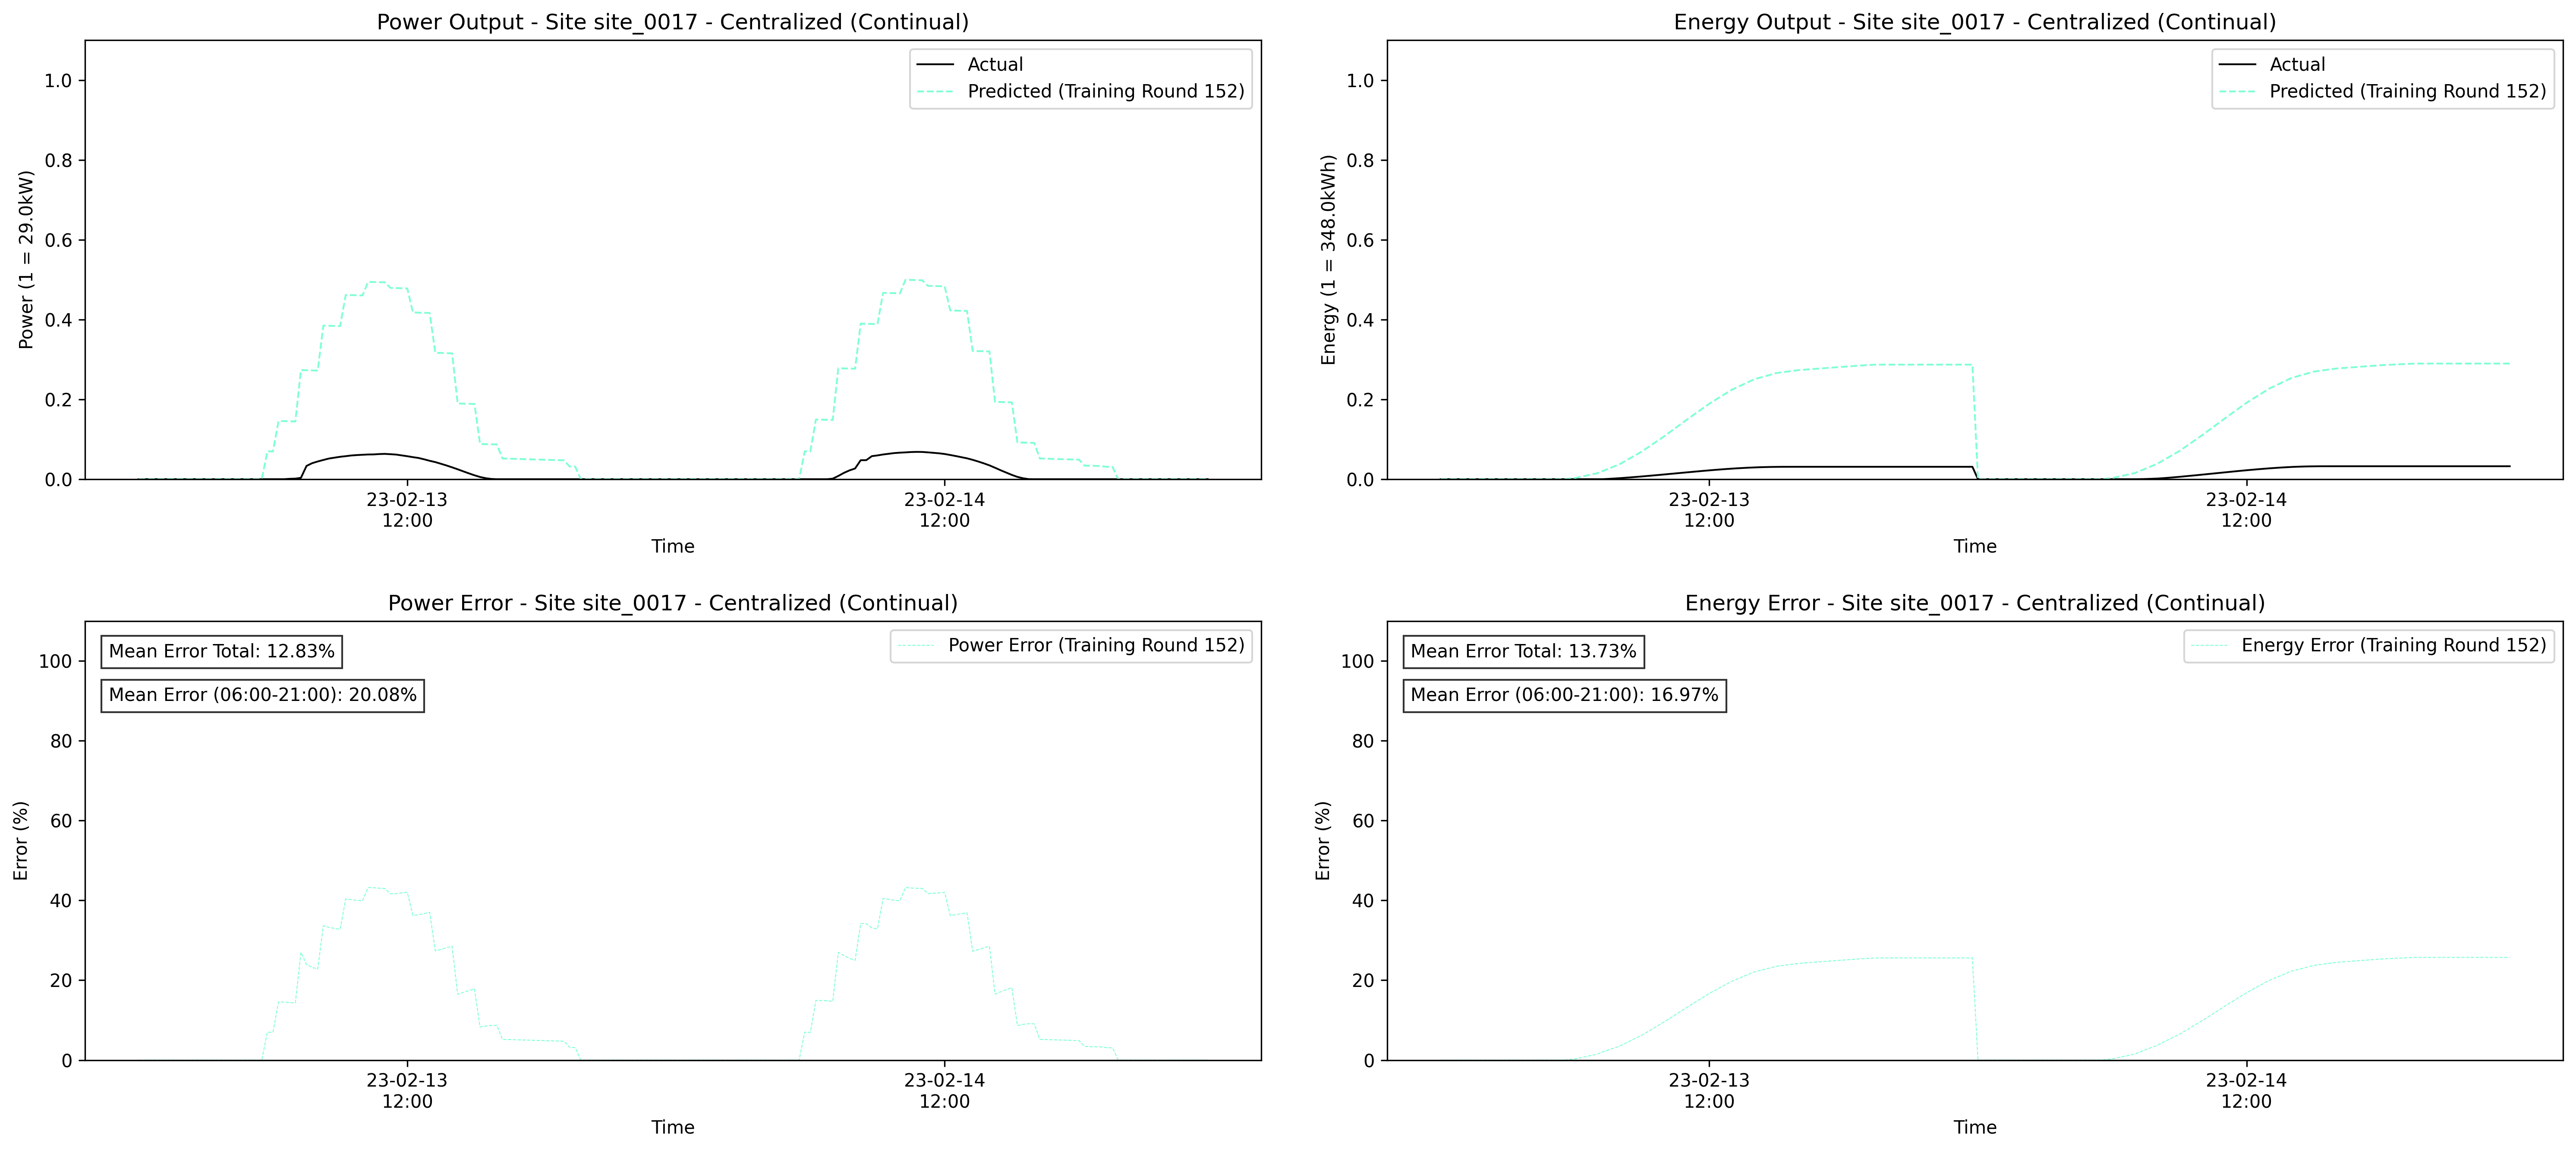 Power Output - Site site_0017 - Centralized (Continual)
Actual
Predicted (Training Round 152)
1.0
0.8
0.6
0.4
0.2
0.0
Power (1 = 29.0kW)
23-02-13
12:00
23-02-14
12:00
Time
Energy Output - Site site_0017 - Centralized (Continual)
Actual
Predicted (Training Round 152)
1.0
0.8
0.6
0.4
0.2
0.0
Energy (1 = 348.0kWh)
23-02-13
12:00
23-02-14
12:00
Time
Power Error - Site site_0017 - Centralized (Continual)
Mean Error Total: 12.83%
Mean Error (06:00-21:00): 20.08%
Power Error (Training Round 152)
100
80
60
40
20
0
Error (%)
23-02-13
12:00
23-02-14
12:00
Time
Energy Error - Site site_0017 - Centralized (Continual)
Mean Error Total: 13.73%
Mean Error (06:00-21:00): 16.97%
Energy Error (Training Round 152)
100
80
60
40
20
0
Error (%)
23-02-13
12:00
23-02-14
12:00
Time